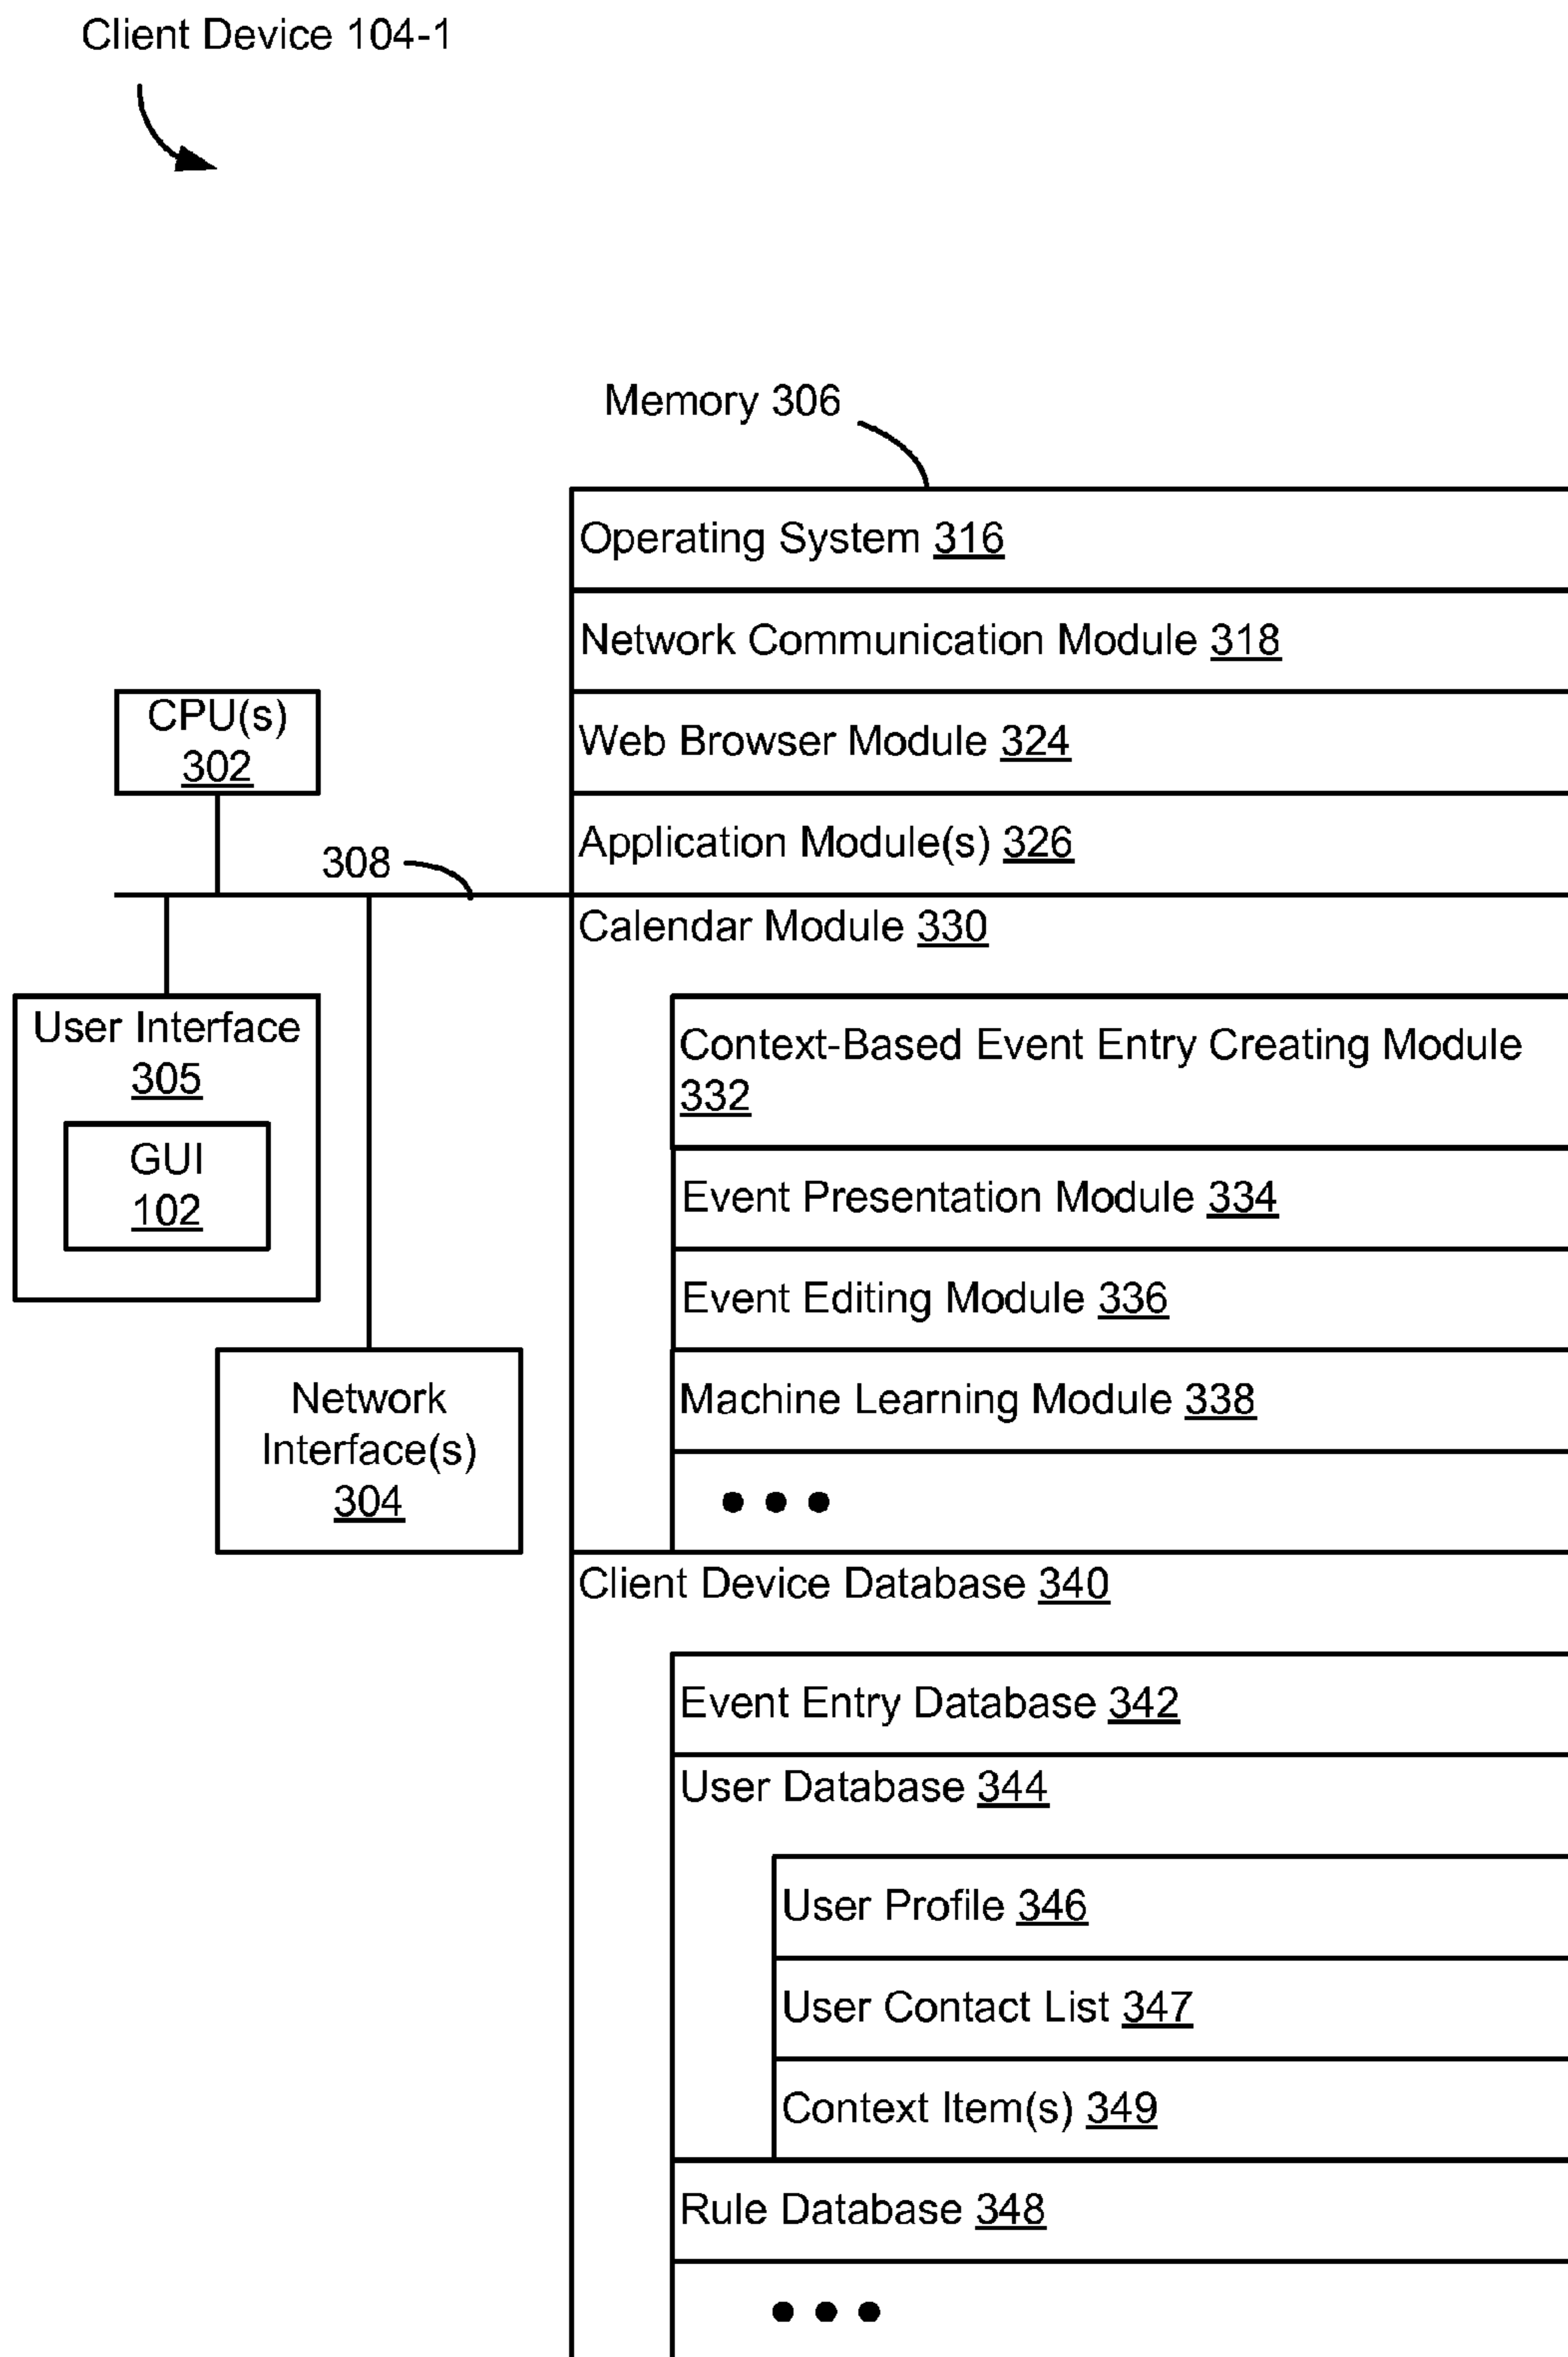 Client Device 104-1
Memory 306
Operating System 316
Network Communication Module 318
Web Browser Module 324
Application Module(s) 326
CPU(s)
302
308
User Interface
305
GUI
102
Network
Interface(s)
304
Calendar Module 330
Context-Based Event Entry Creating Module
332
Event Presentation Module 334
Event Editing Module 336
Machine Learning Module 338
Client Device Database 340
Event Entry Database 342
User Database 344
User Profile 346
User Contact List 347
Context Item(s) 349
Rule Database 348